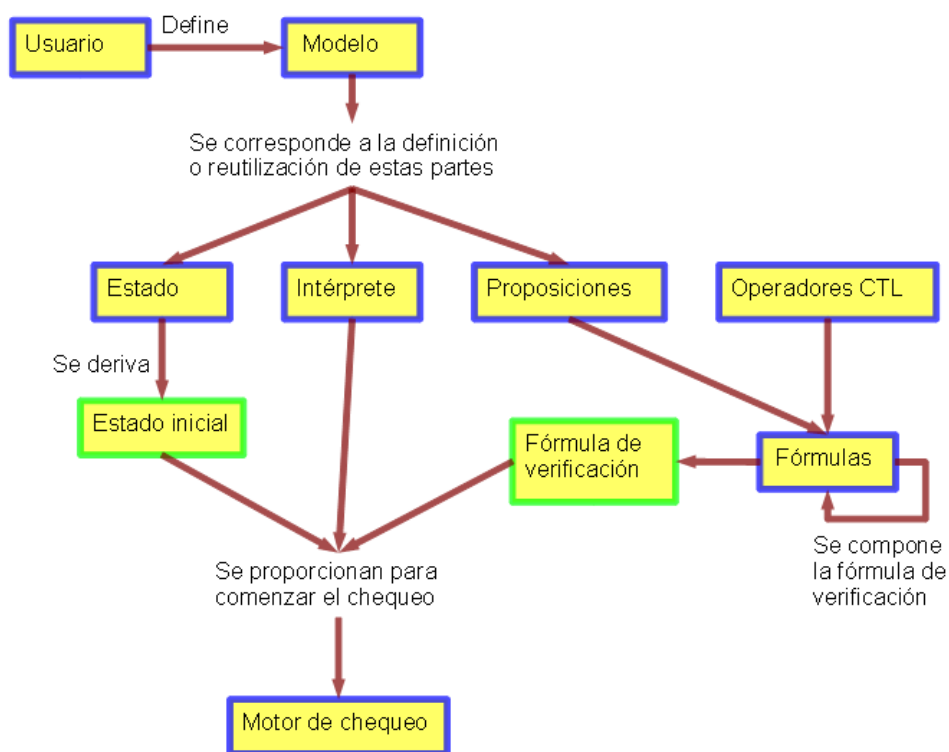 Usuario
Define
Modelo
Se corresponde a la definición
o reutilización de estas partes
Estado
Intérprete
Proposiciones
Operadores CTL
Se deriva
Estado inicial
Fórmula de
verificación
Fórmulas
Se compone
la fórmula de
verificación
Se proporcionan para
comenzar el chequeo
Motor de chequeo